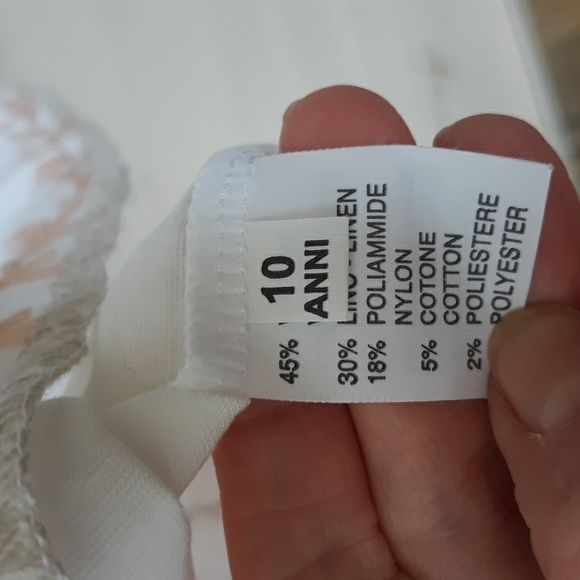 10
ANNI
45%
30% LINO-LINEN
18% POLIAMMIDE
NYLON
5% COTONE
COTTON
2% POLIESTERE
POLYESTER